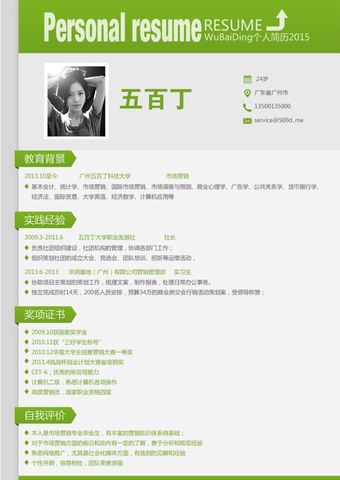 Personal resume RESUME
WuBaiDing个人简历2015
五百丁
24岁
广东省广州市
13500135000
service@500d.me
教育背景
2013.10至今 广州五百丁科技大学 市场营销
基本会计、统计学、市场营销、国际市场营销、市场调查与预测、商业心理学、广告学、公共关系学、货币银行学、
经济法、国际贸易、大学英语、经济数学、计算机应用等
实践经验
2009.3-2011.6 五百丁大学职业发展社 社长
负责社团组织建设，社团机构的管理，协调各部门工作；
组织策划社团的成立大会、竞选会、团队培训、招新等运维活动，
2013.6-2013 华润置地（广州）有限公司营销管理部 实习生
协助项目主策划的策划工作，梳理文案，制作报表，处理日常办公事务。
独立完成历时14天，200名人员安排，预算34万的商业房交会行销活动策划案，受领导称赞；
奖项证书
2009.10获国家奖学金
2010.11获“三好学生称号”
2010.12华南大学生创意营销大赛一等奖
2011.4挑战杯创业计划大赛省级铜奖
CET-6，优秀的听说写能力
计算机二级，熟悉计算机各项操作
高级营销员，国家职业资格四级
自我评价
本人是市场营销专业毕业生，有丰富的营销知识体系做基础；
对于市场营销方面的前沿和动向有一定的了解，善于分析和吸取经验
熟悉网络推广，尤其是社会化媒体方面，有独到的见解和经验
个性开朗，容易相处，团队荣誉感强